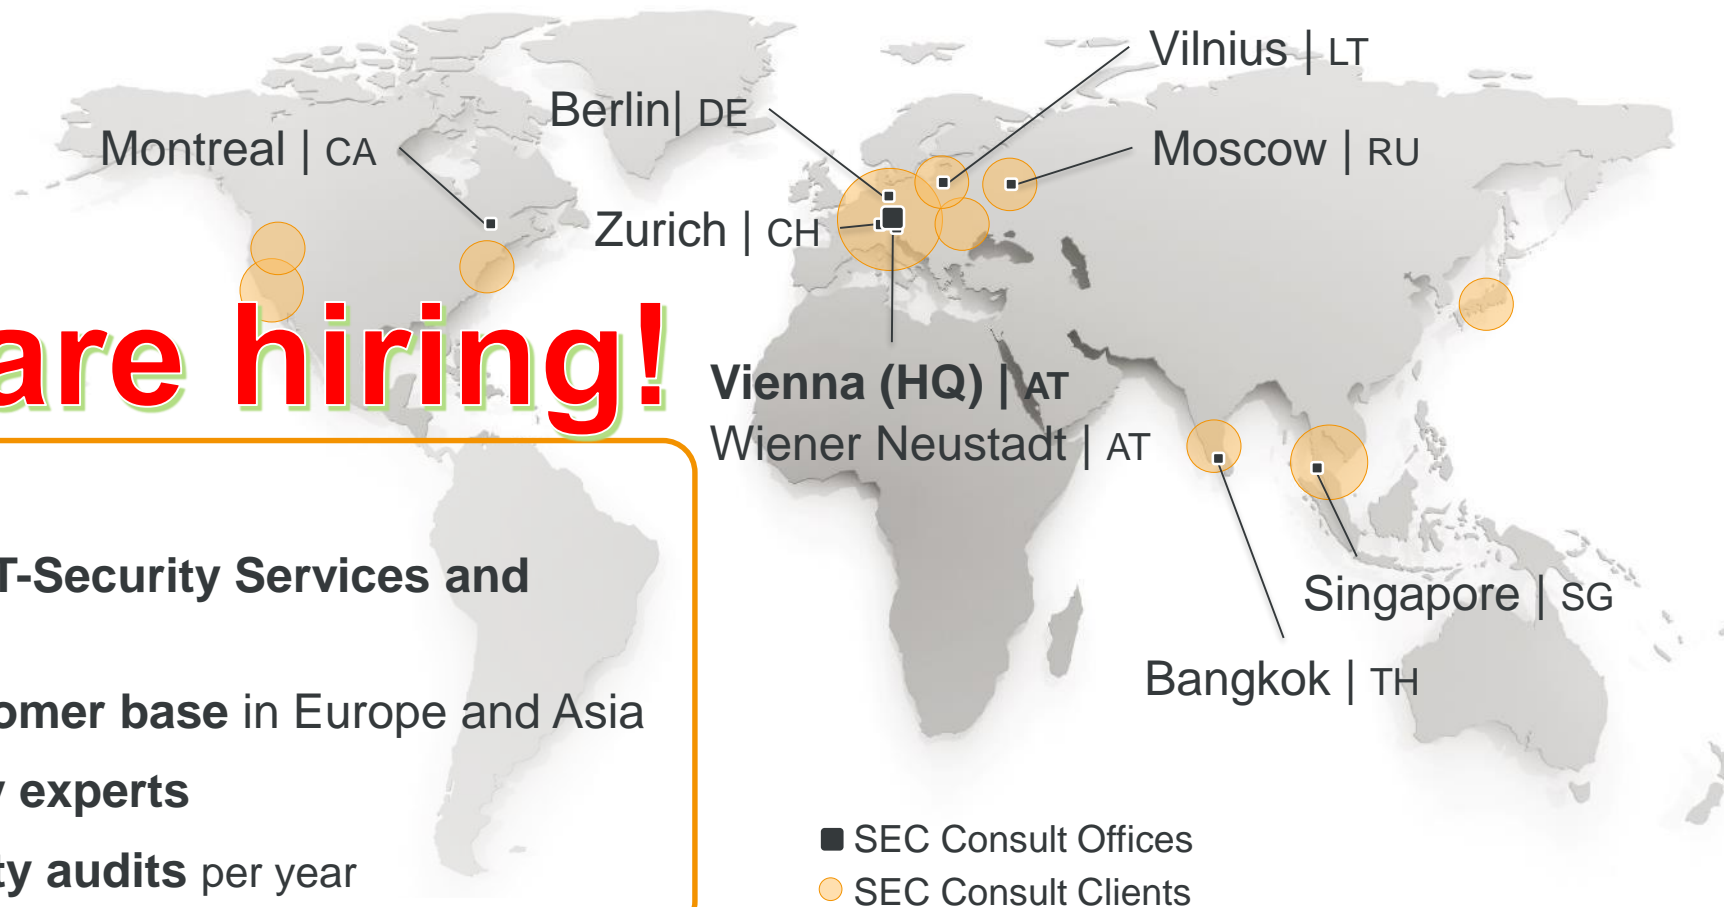 Vilnius | LT
Berlin| DE
Montreal | CA
Moscow | RU
Zurich | CH
are hiring!
Vienna (HQ) | AT
Wiener Neustadt | AT
T-Security Services and
Singapore | SG
Bangkok | TH
omer base in Europe and Asia
y experts
ty audits per year
SEC Consult Offices
SEC Consult Clients